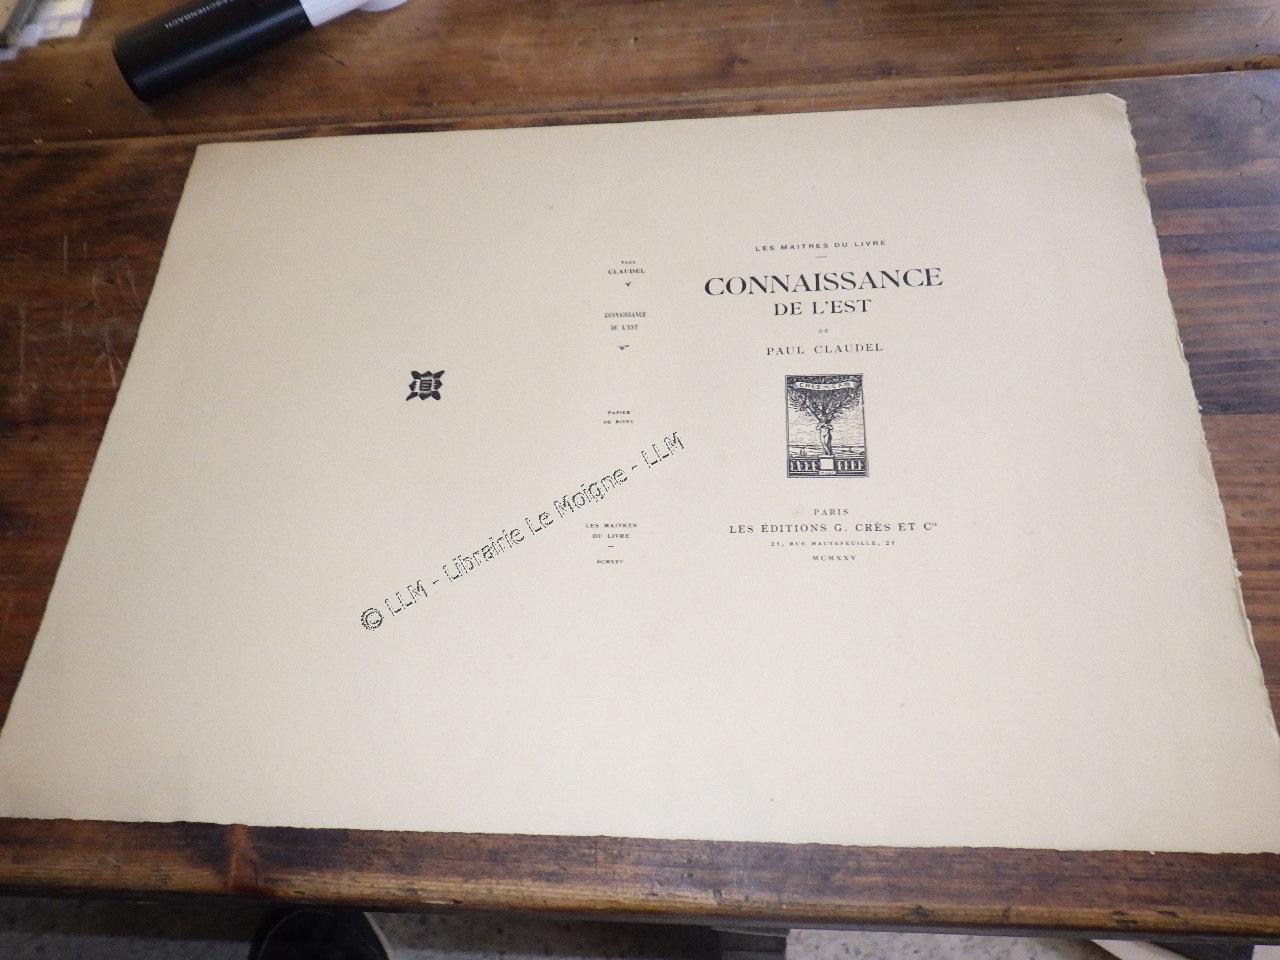 PAUL
CLAUDEL
CONNAISSANCE
DE L'EST
PAPIER
DE RIVES
LES MAITRES
DU LIVRE
MCMXXV
LES MAITRES DU LIVRE
CONNAISSANCE
DE L'EST
DE
PAUL CLAUDEL
PARIS
LES ÉDITIONS G. CRÈS ET Cie
21, RUE HAUTEFEUILLE, 21
MCMXXV
© LLM - Librairie Le Moigne - LLM